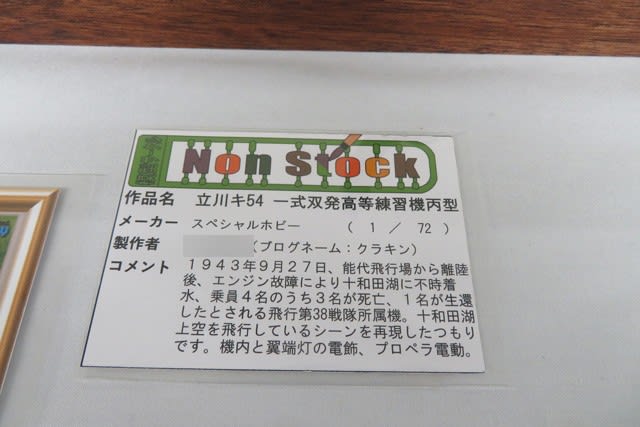 Non Stock
作品名 立川キ54 一式双発高等練習機丙型
メーカー スペシャルホビー ( 1 / 72 )
製作者 (ブログネーム:クラキン)
コメント 1943年9月27日、能代飛行場から離陸
後、エンジン故障により十和田湖に不時着
水、乗員4名のうち3名が死亡、1名が生還
したとされる飛行第38戦隊所属機。十和田湖
上空を飛行しているシーンを再現したつもり
です。機内と翼端灯の電飾、プロペラ電動。